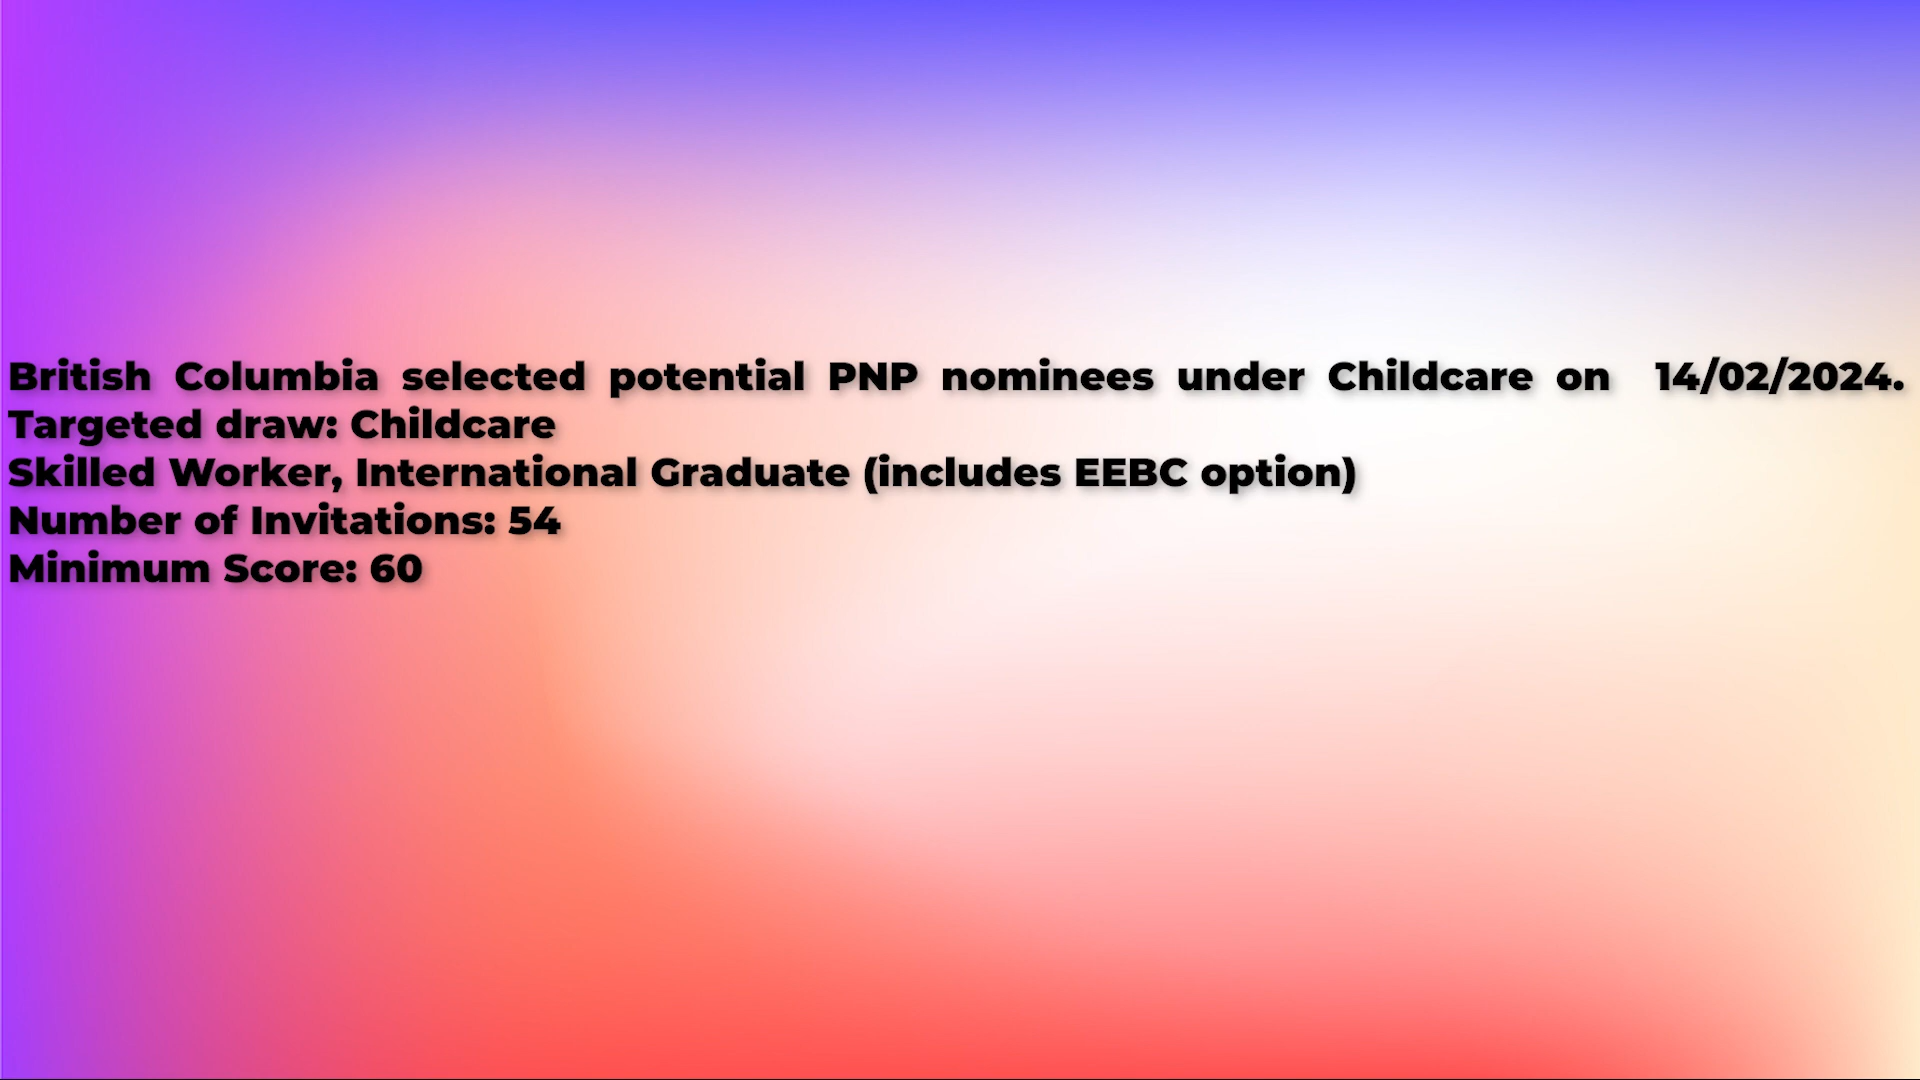 British Columbia selected potential PNP nominees under Childcare on 14/02/2024.
Targeted draw: Childcare
Skilled Worker, International Graduate (includes EEBC option)
Number of Invitations: 54
Minimum Score: 60